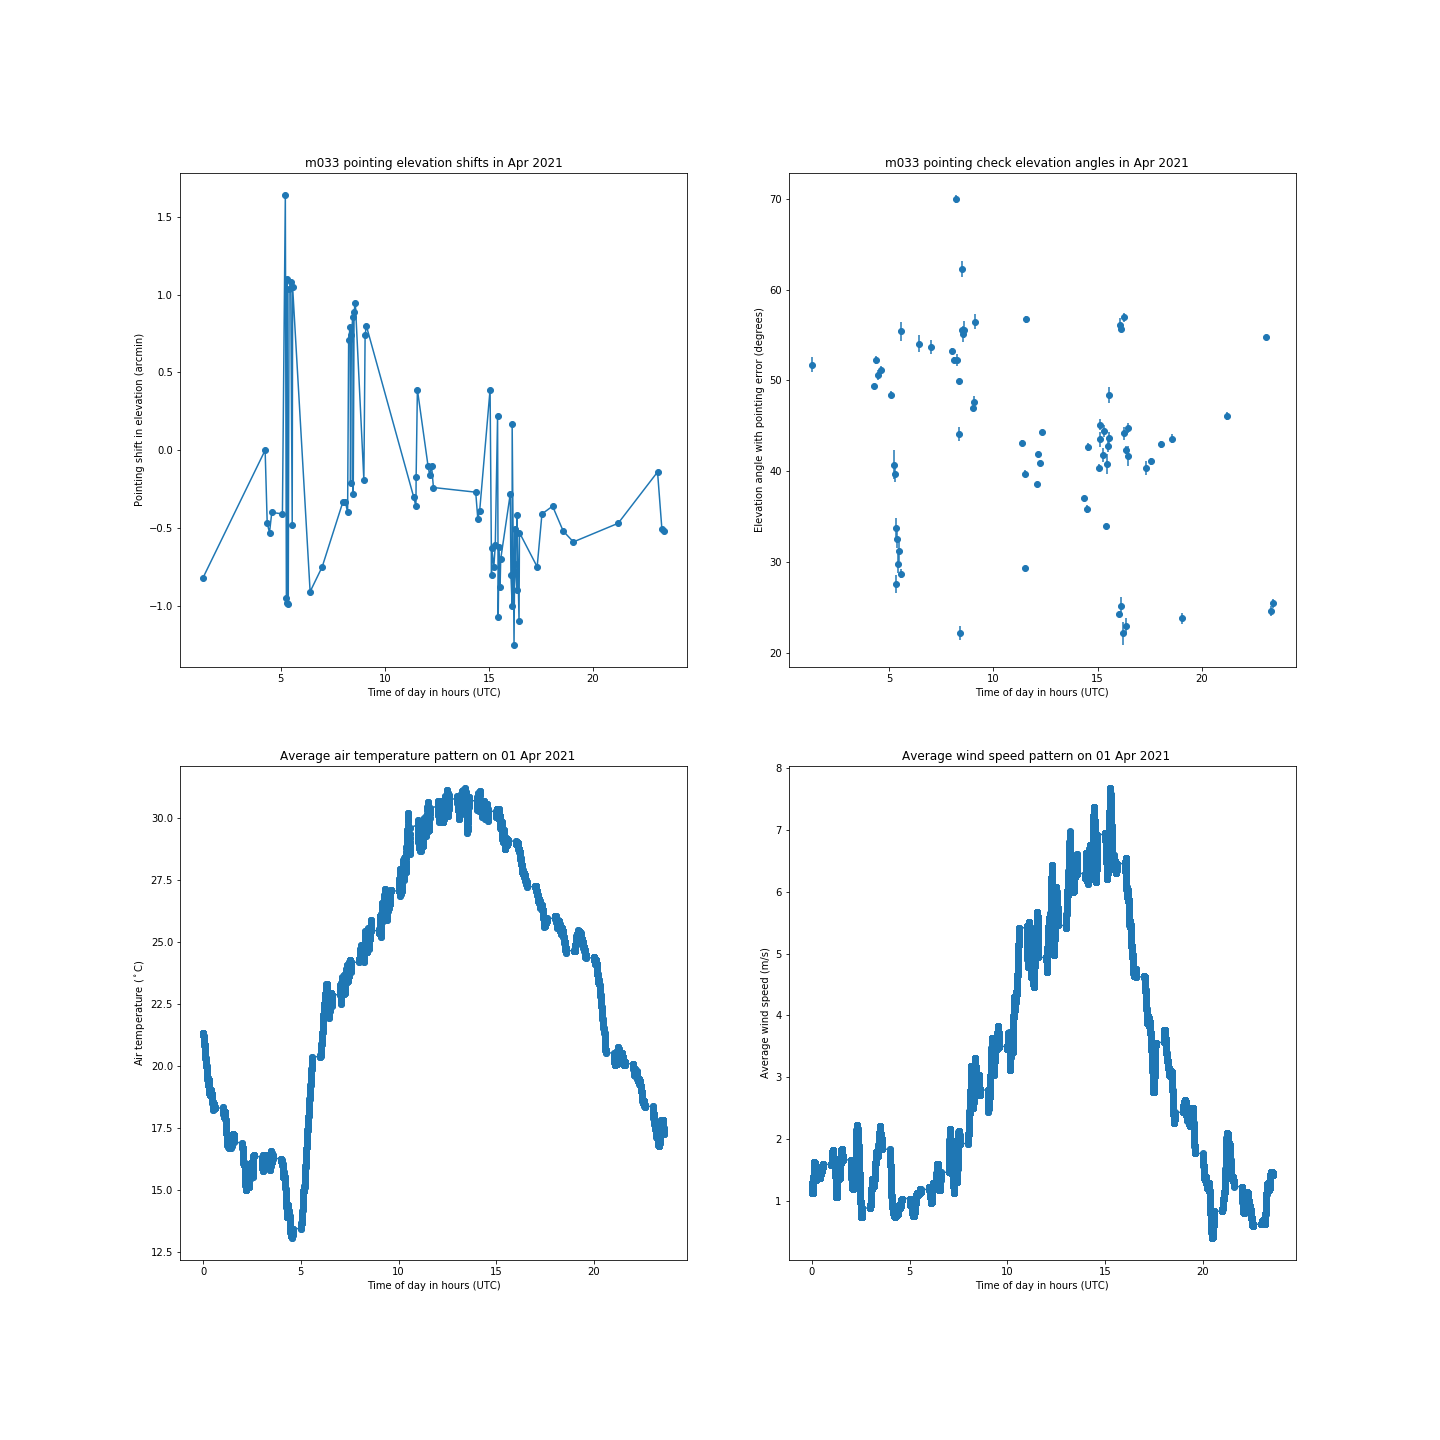 m033 pointing elevation shifts in Apr 2021
Pointing shift in elevation (arcmin)
1.5
1.0
0.5
0.0
−0.5
−1.0
5 10 15 20
Time of day in hours (UTC)
m033 pointing check elevation angles in Apr 2021
Elevation angle with pointing error (degrees)
70
60
50
40
30
20
5 10 15 20
Time of day in hours (UTC)
Average air temperature pattern on 01 Apr 2021
Air temperature (˚C)
30.0
27.5
25.0
22.5
20.0
17.5
15.0
12.5
0 5 10 15 20
Time of day in hours (UTC)
Average wind speed pattern on 01 Apr 2021
Average wind speed (m/s)
8
7
6
5
4
3
2
1
0 5 10 15 20
Time of day in hours (UTC)